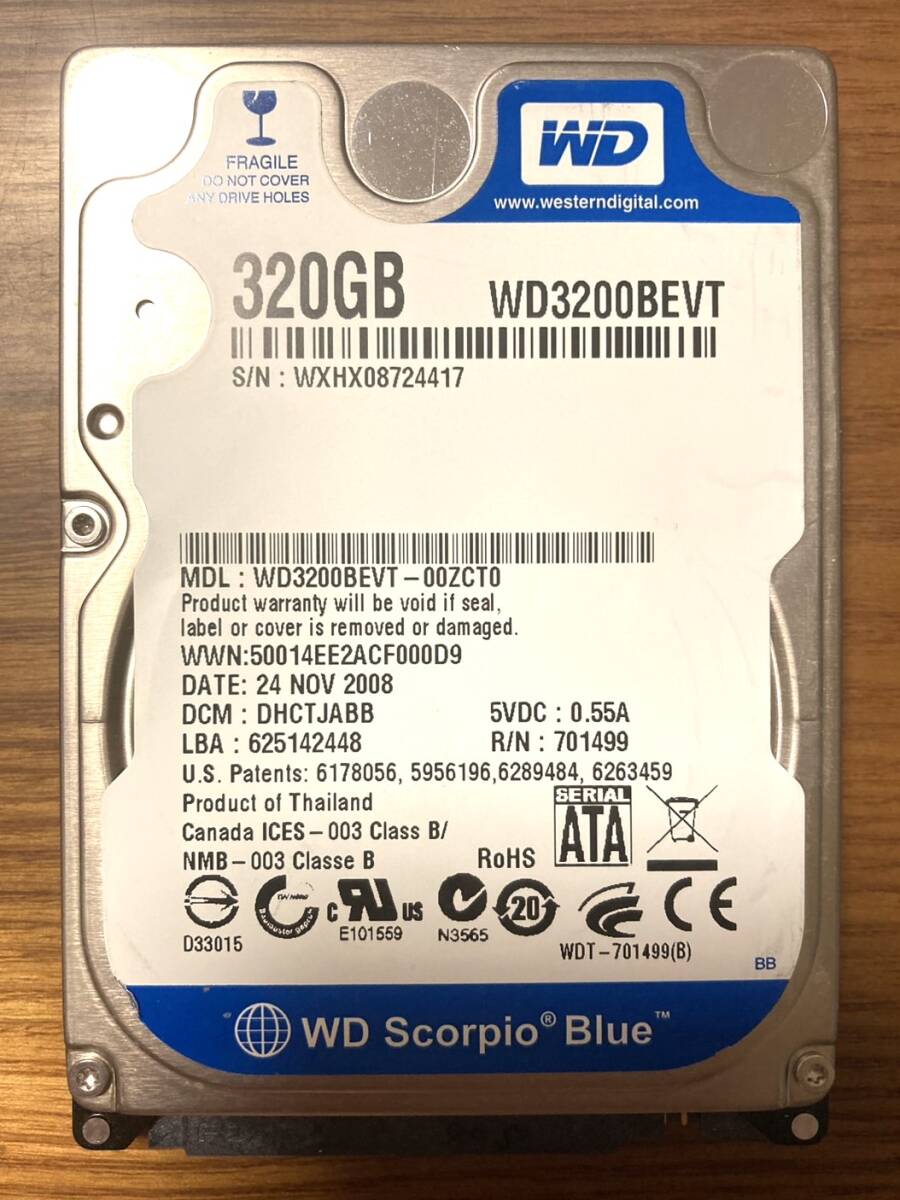 FRAGILE
DO NOT COVER
ANY DRIVE HOLES
WD
www.westerndigital.com
320GB WD3200BEVT
S/N : WXHX08724417
MDL : WD3200BEVT-00ZCT0
Product warranty will be void if seal,
label or cover is removed or damaged.
WWN:50014EE2ACF000D9
DATE: 24 NOV 2008
DCM : DHCTJABB 5VDC : 0.55A
LBA : 625142448 R/N : 701499
U.S. Patents: 6178056, 5956196,6289484, 6263459
Product of Thailand
Canada ICES-003 Class B/
NMB-003 Classe B RoHS
SERIAL
ATA
D33015
c RU US
E101559
N3565
20
CE
WDT-701499(B)
BB
WD Scorpio® Blue™